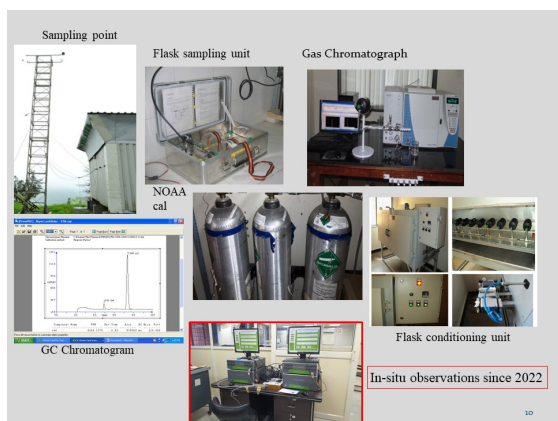 Sampling point
Flask sampling unit
Gas Chromatograph
NOAA
cal
GC Chromatogram
Flask conditioning unit
In-situ observations since 2022
10